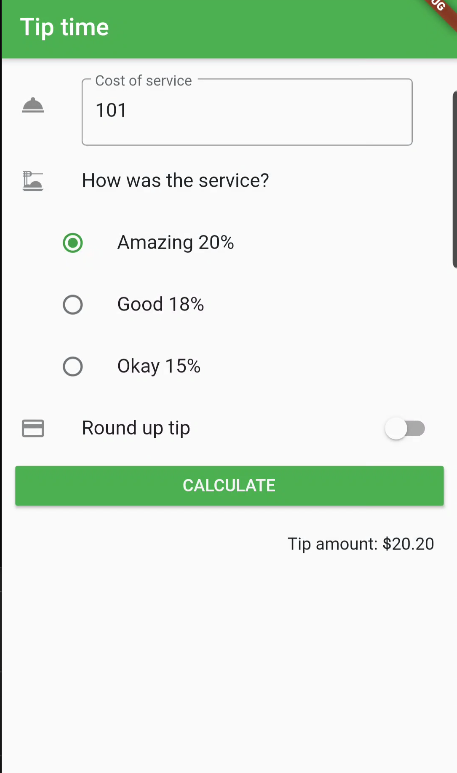 Tip time
Cost of service
101
How was the service?
Amazing 20%
Good 18%
Okay 15%
Round up tip
CALCULATE
Tip amount: $20.20